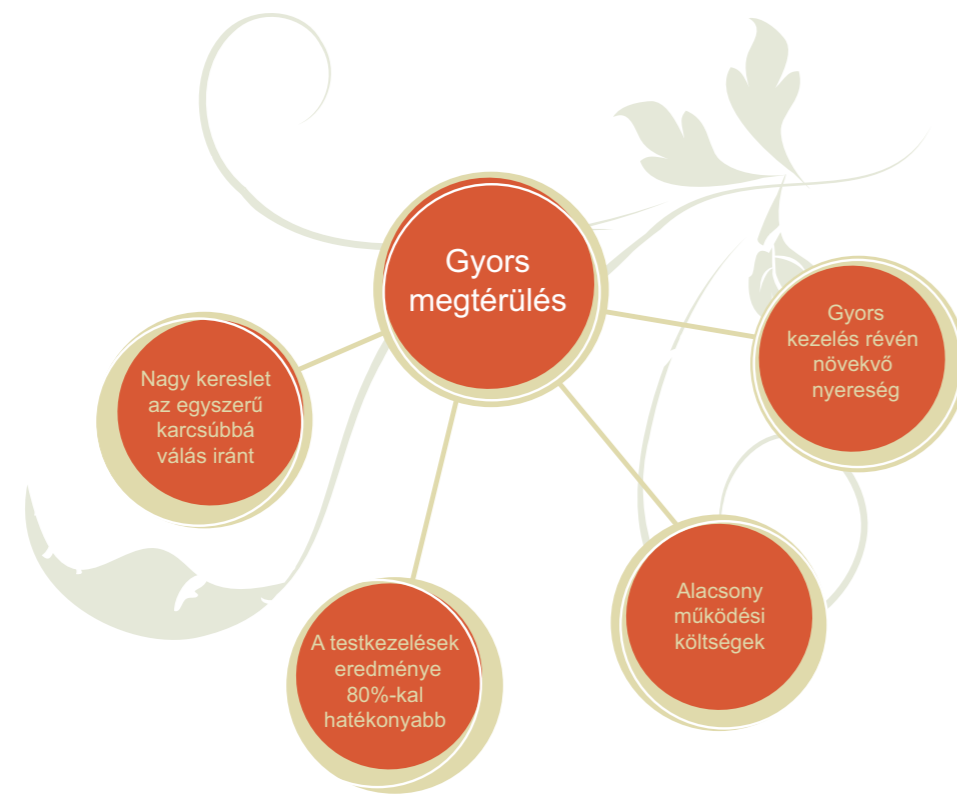 Gyors
megtérülés
Gyors
kezelés révén
növekvő
nyereség
Nagy kereslet
az egyszerű
karcsúbbá
válás iránt
Alacsony
működési
költségek
A testkezelések
eredménye
80%-kal
hatékonyabb